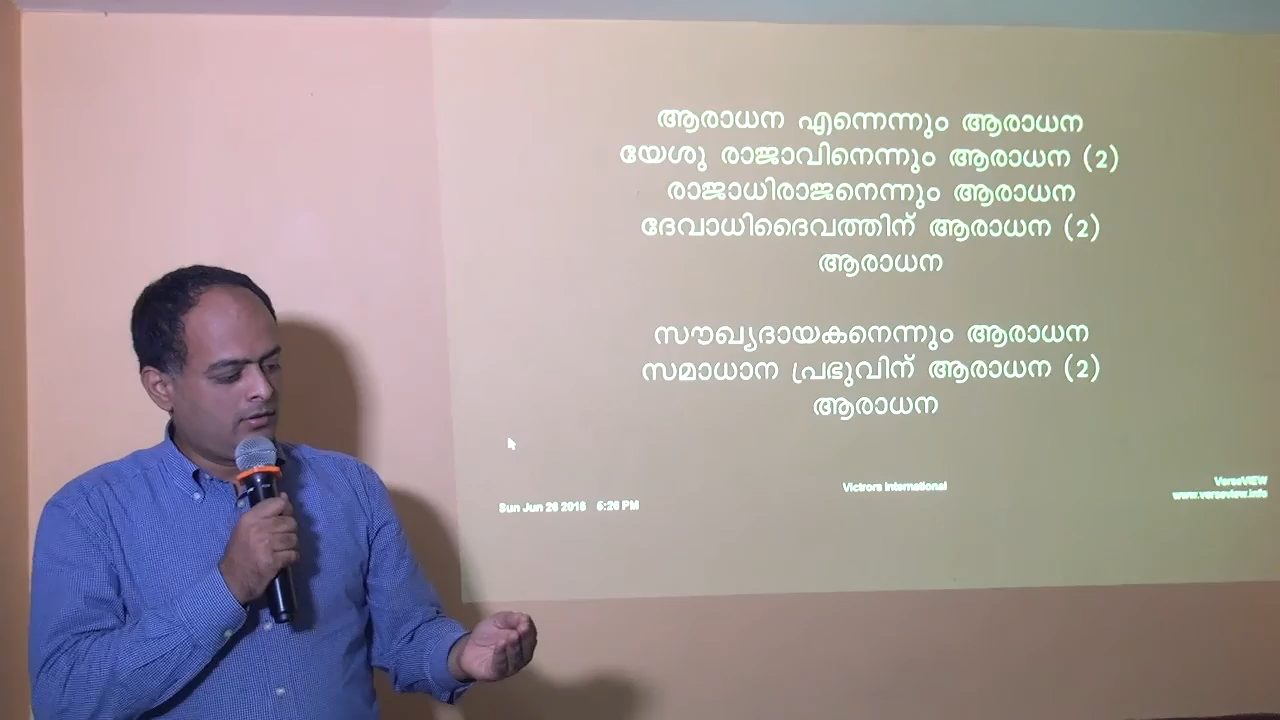 ആരാധന എന്നെന്നും ആരാധന
യേശു രാജാവിനെന്നും ആരാധന (2)
രാജാധിരാജനെന്നും ആരാധന
ദേവാധിദൈവത്തിന് ആരാധന (2)
ആരാധന
സൗഖ്യദായകനെന്നും ആരാധന
സമാധാന പ്രഭുവിന് ആരാധന (2)
ആരാധന
Sun Jun 26 2016 5:26 PM
Victrors International
VerseVIEW
www.verseview.info